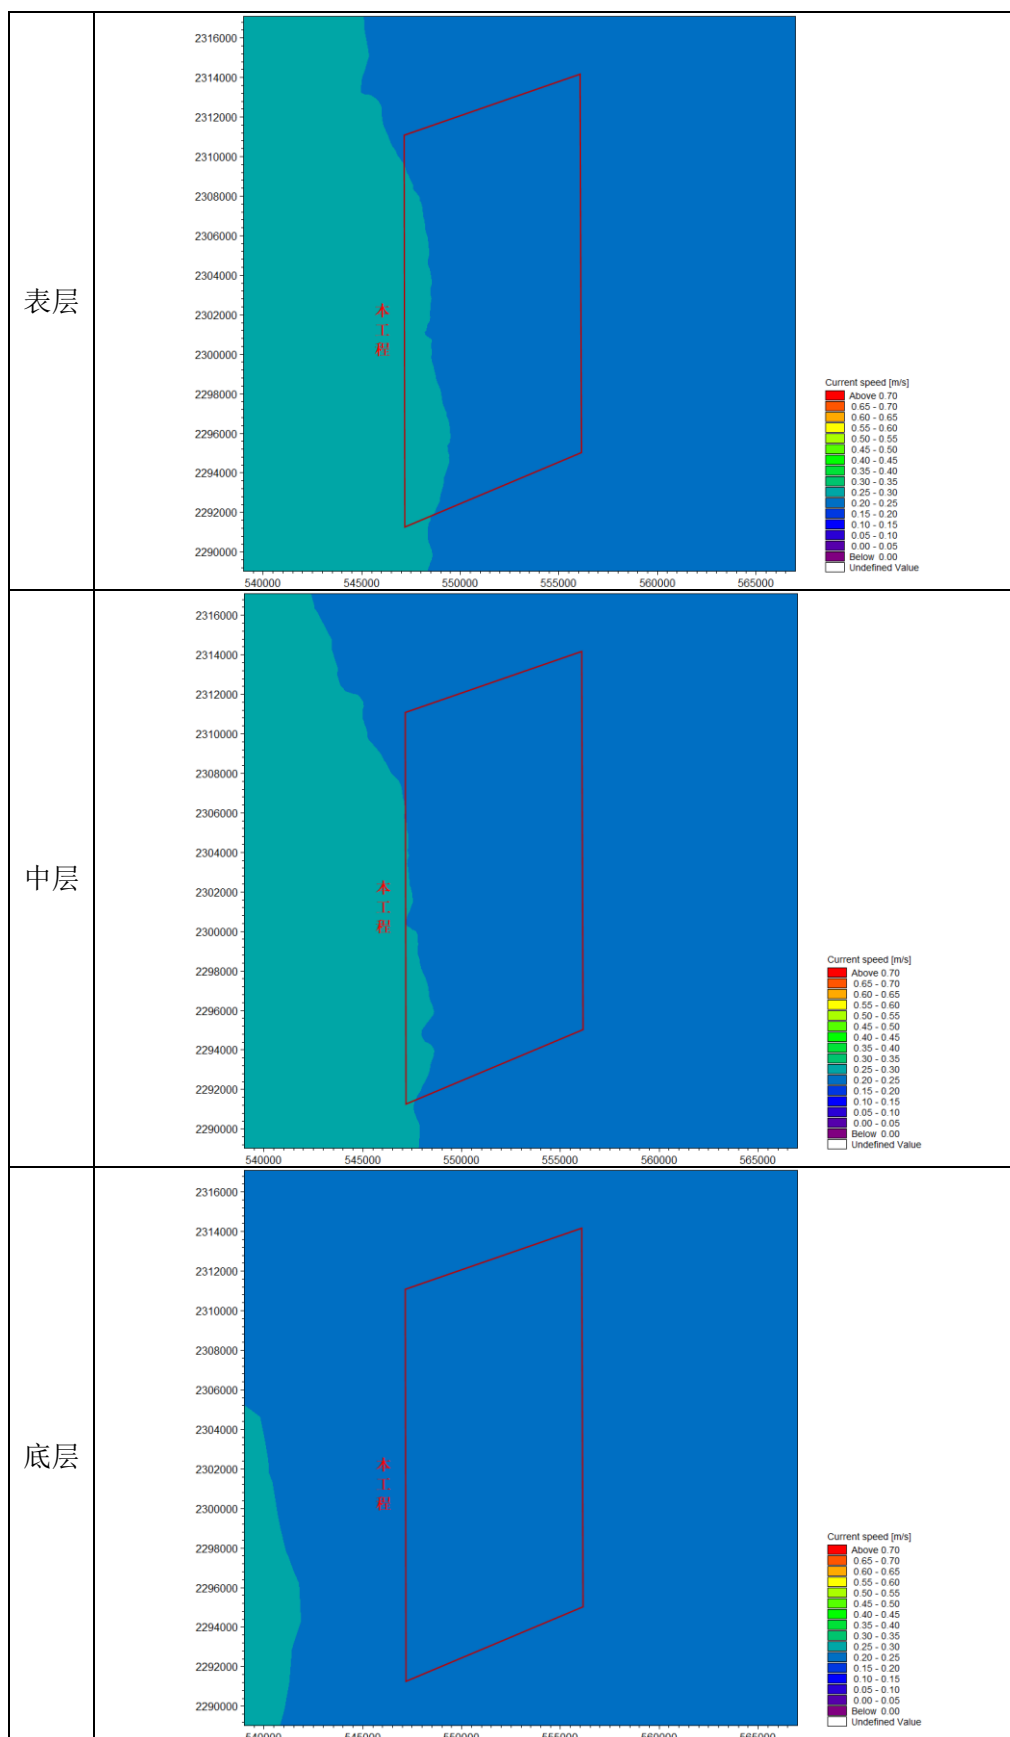 表层
2316000
2314000
2312000
2310000
2308000
2306000
2304000
2302000
2300000
2298000
2296000
2294000
2292000
2290000
540000 545000 550000 555000 560000 565000
本
工
程
Current speed [m/s]
Above 0.70
0.65 - 0.70
0.60 - 0.65
0.55 - 0.60
0.50 - 0.55
0.45 - 0.50
0.40 - 0.45
0.35 - 0.40
0.30 - 0.35
0.25 - 0.30
0.20 - 0.25
0.15 - 0.20
0.10 - 0.15
0.05 - 0.10
0.00 - 0.05
Below 0.00
Undefined Value
中层
2316000
2314000
2312000
2310000
2308000
2306000
2304000
2302000
2300000
2298000
2296000
2294000
2292000
2290000
540000 545000 550000 555000 560000 565000
本
工
程
Current speed [m/s]
Above 0.70
0.65 - 0.70
0.60 - 0.65
0.55 - 0.60
0.50 - 0.55
0.45 - 0.50
0.40 - 0.45
0.35 - 0.40
0.30 - 0.35
0.25 - 0.30
0.20 - 0.25
0.15 - 0.20
0.10 - 0.15
0.05 - 0.10
0.00 - 0.05
Below 0.00
Undefined Value
底层
2316000
2314000
2312000
2310000
2308000
2306000
2304000
2302000
2300000
2298000
2296000
2294000
2292000
2290000
540000 545000 550000 555000 560000 565000
本
工
程
Current speed [m/s]
Above 0.70
0.65 - 0.70
0.60 - 0.65
0.55 - 0.60
0.50 - 0.55
0.45 - 0.50
0.40 - 0.45
0.35 - 0.40
0.30 - 0.35
0.25 - 0.30
0.20 - 0.25
0.15 - 0.20
0.10 - 0.15
0.05 - 0.10
0.00 - 0.05
Below 0.00
Undefined Value